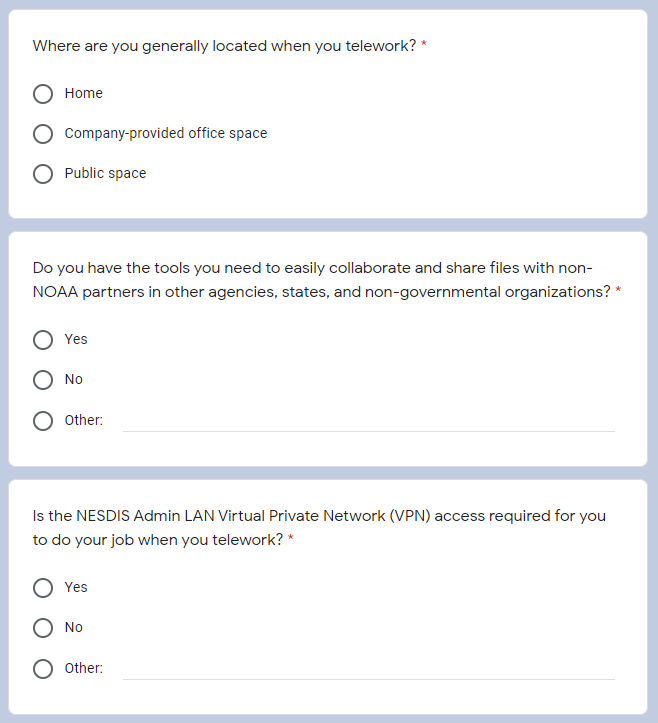 Where are you generally located when you telework? *
Home
Company-provided office space
Public space
Do you have the tools you need to easily collaborate and share files with non-
NOAA partners in other agencies, states, and non-governmental organizations? *
Yes
No
Other:
Is the NESDIS Admin LAN Virtual Private Network (VPN) access required for you
to do your job when you telework? *
Yes
No
Other: